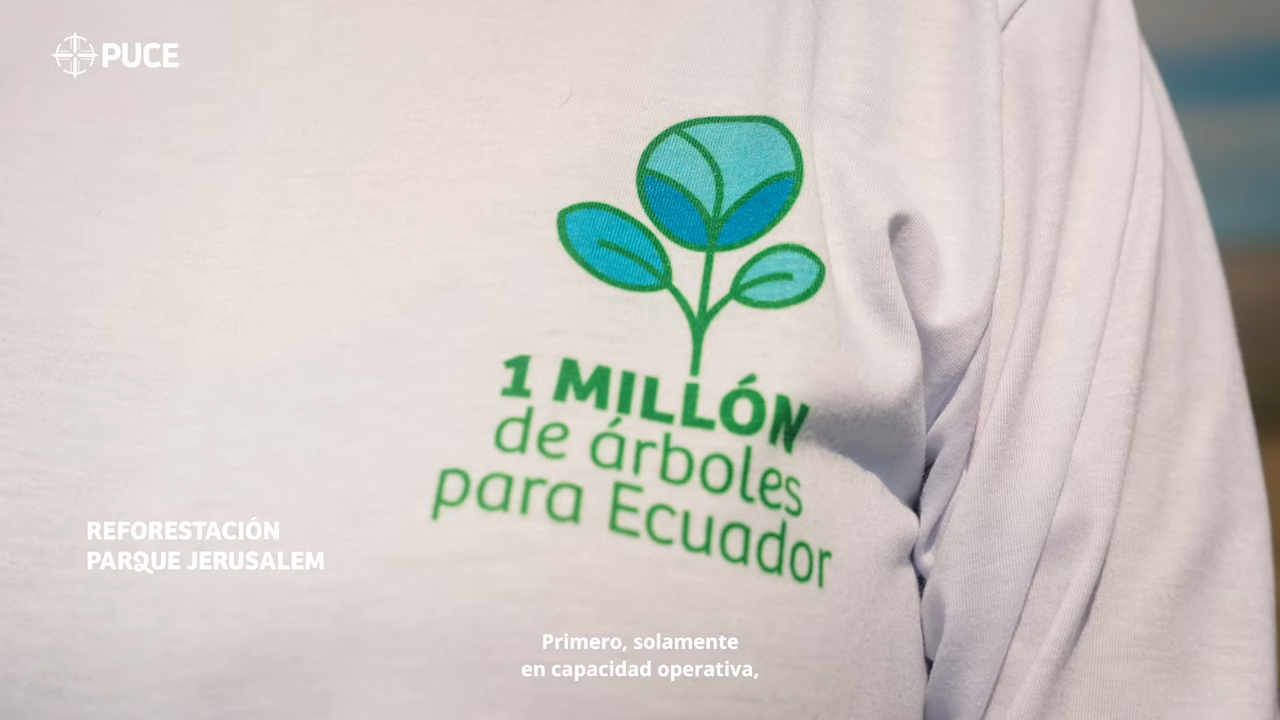 PUCE
1 MILLÓN
de árboles
para Ecuador
REFORESTACIÓN
PARQUE JERUSALEM
Primero, solamente
en capacidad operativa,